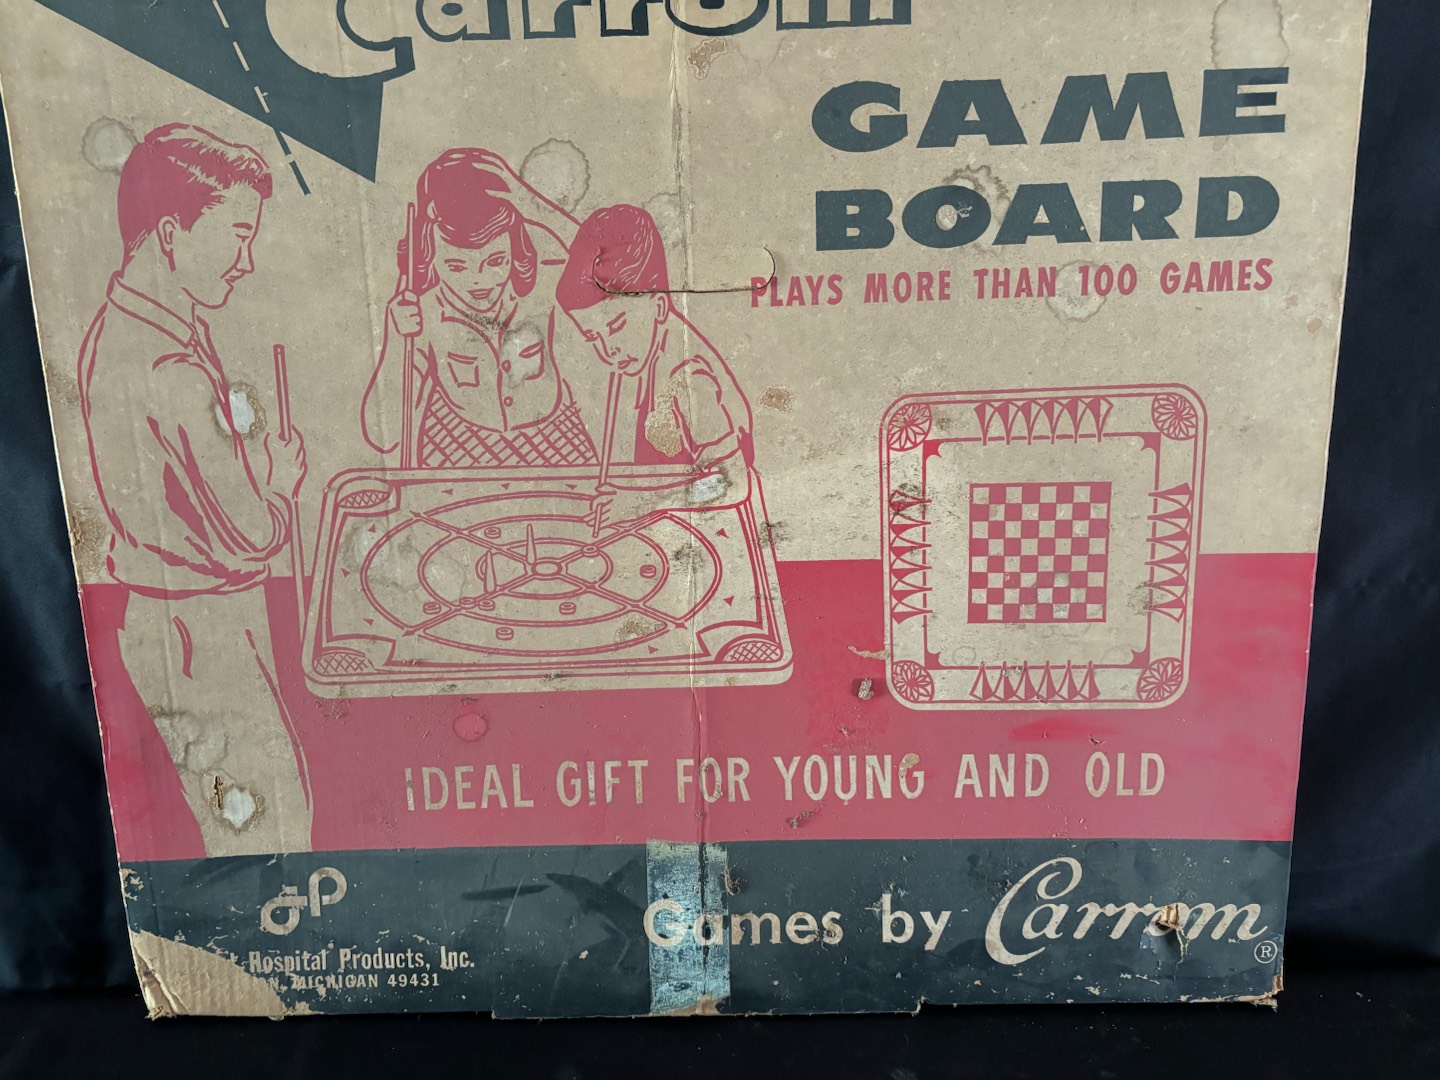 Carrom
GAME
BOARD
PLAYS MORE THAN 100 GAMES
IDEAL GIFT FOR YOUNG AND OLD
Games by Carrom ®
Hospital Products, Inc.
MICHIGAN 49431